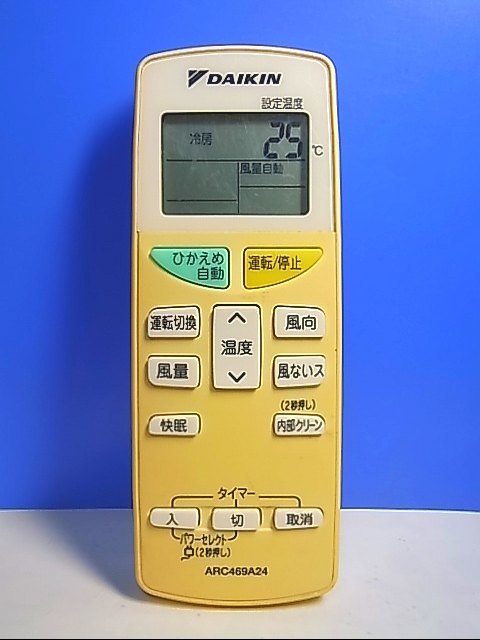 DAIKIN
設定温度
冷房
25
℃
風量自動
ひかえめ
自動
運転/停止
運転切換
温度
風向
風量
風ないス
快眠
(2秒押し)
内部クリーン
タイマー
入
切
取消
パワーセレクト
(2秒押し)
ARC469A24